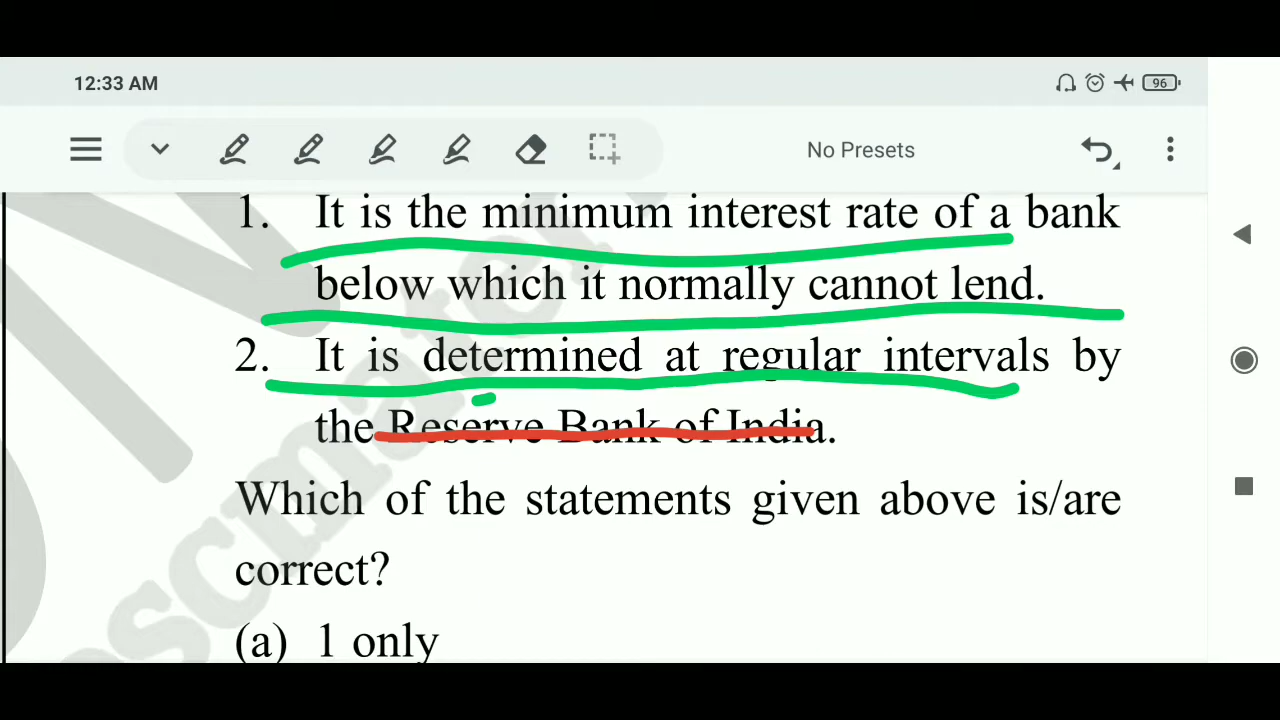 12:33 AM
96
No Presets
1. It is the minimum interest rate of a bank
below which it normally cannot lend.
2. It is determined at regular intervals by
the Reserve Bank of India.
Which of the statements given above is/are
correct?
(a) 1 only